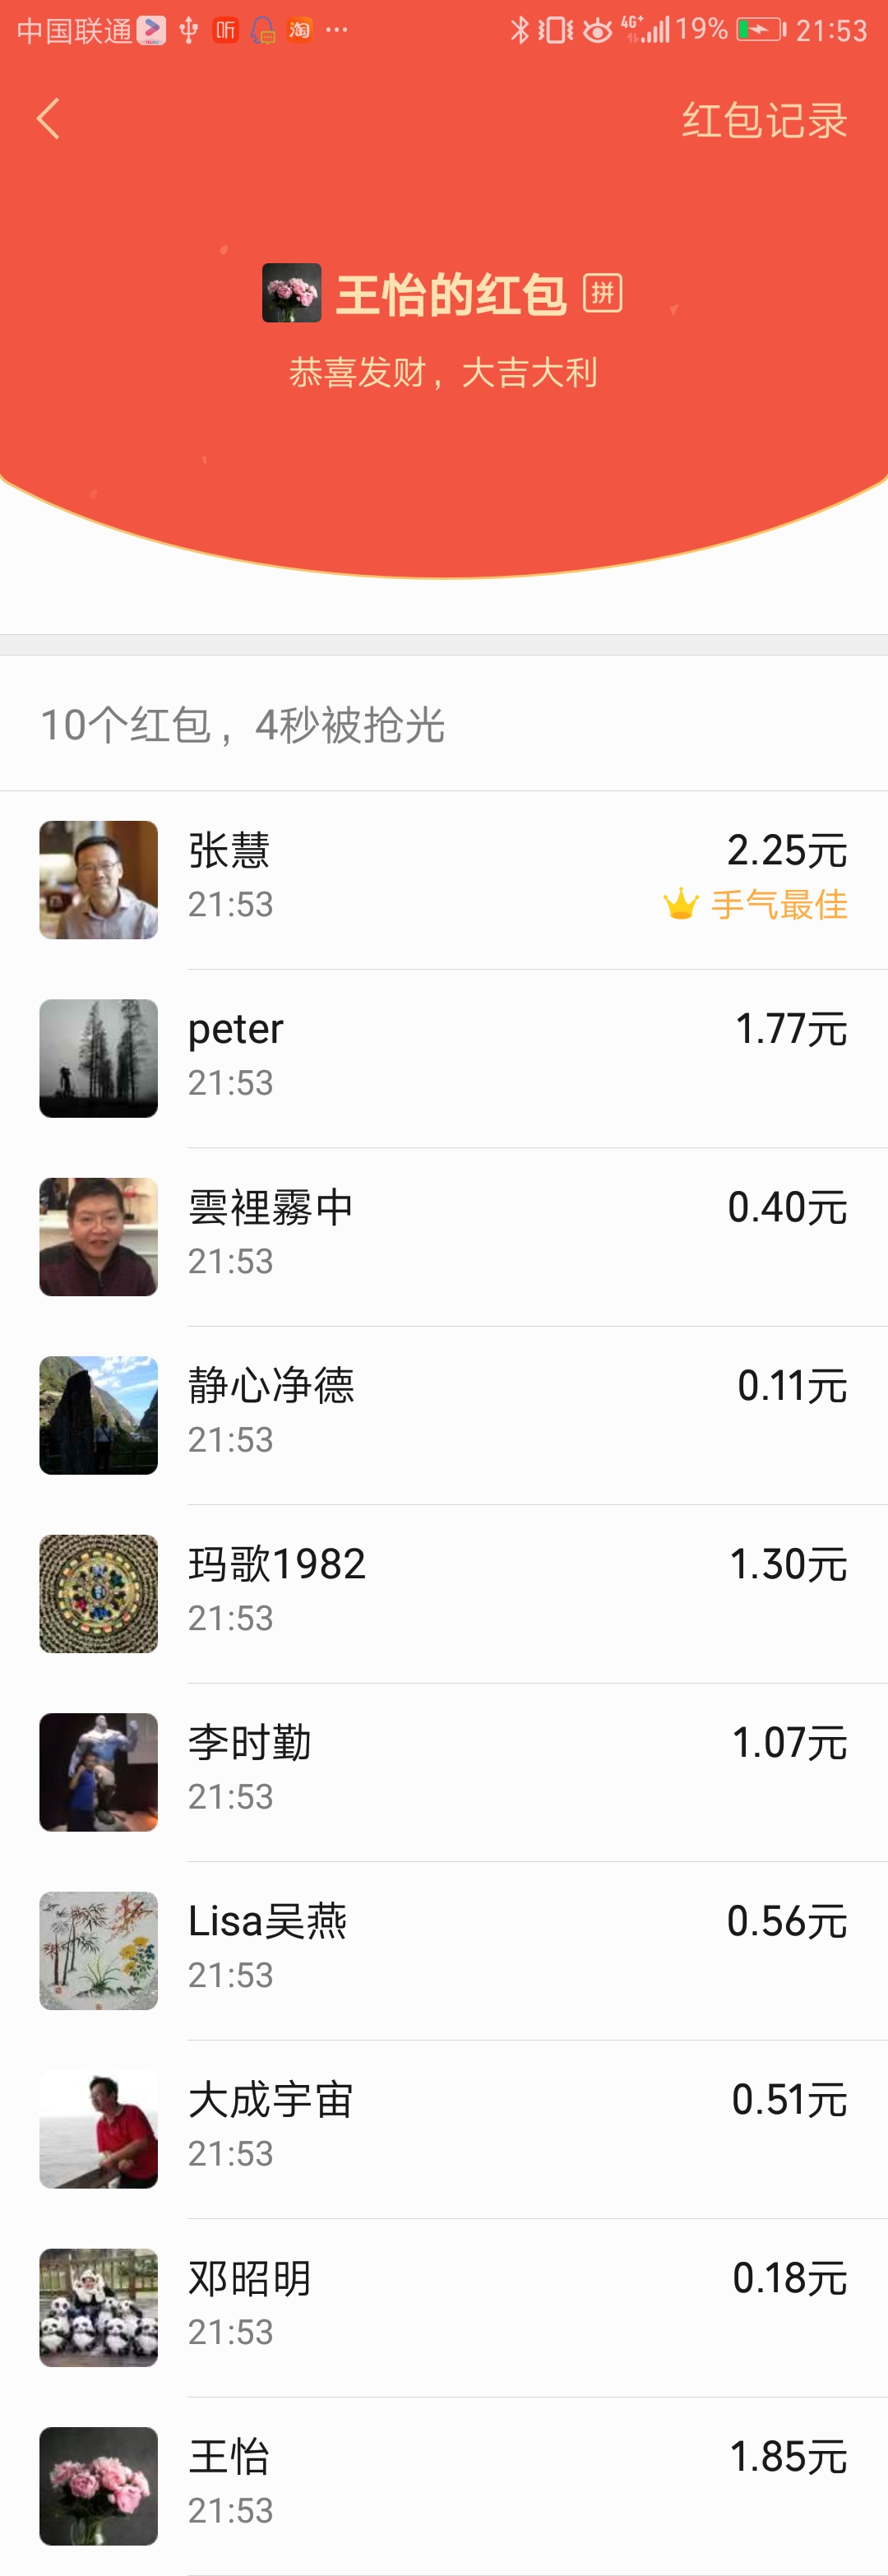 中国联通 听 淘 ... 4G+ 19% 21:53
红包记录
王怡的红包 拼
恭喜发财，大吉大利
10个红包，4秒被抢光
张慧 2.25元
21:53 手气最佳
peter 1.77元
21:53
雲裡霧中 0.40元
21:53
静心净德 0.11元
21:53
玛歌1982 1.30元
21:53
李时勤 1.07元
21:53
Lisa吴燕 0.56元
21:53
大成宇宙 0.51元
21:53
邓昭明 0.18元
21:53
王怡 1.85元
21:53